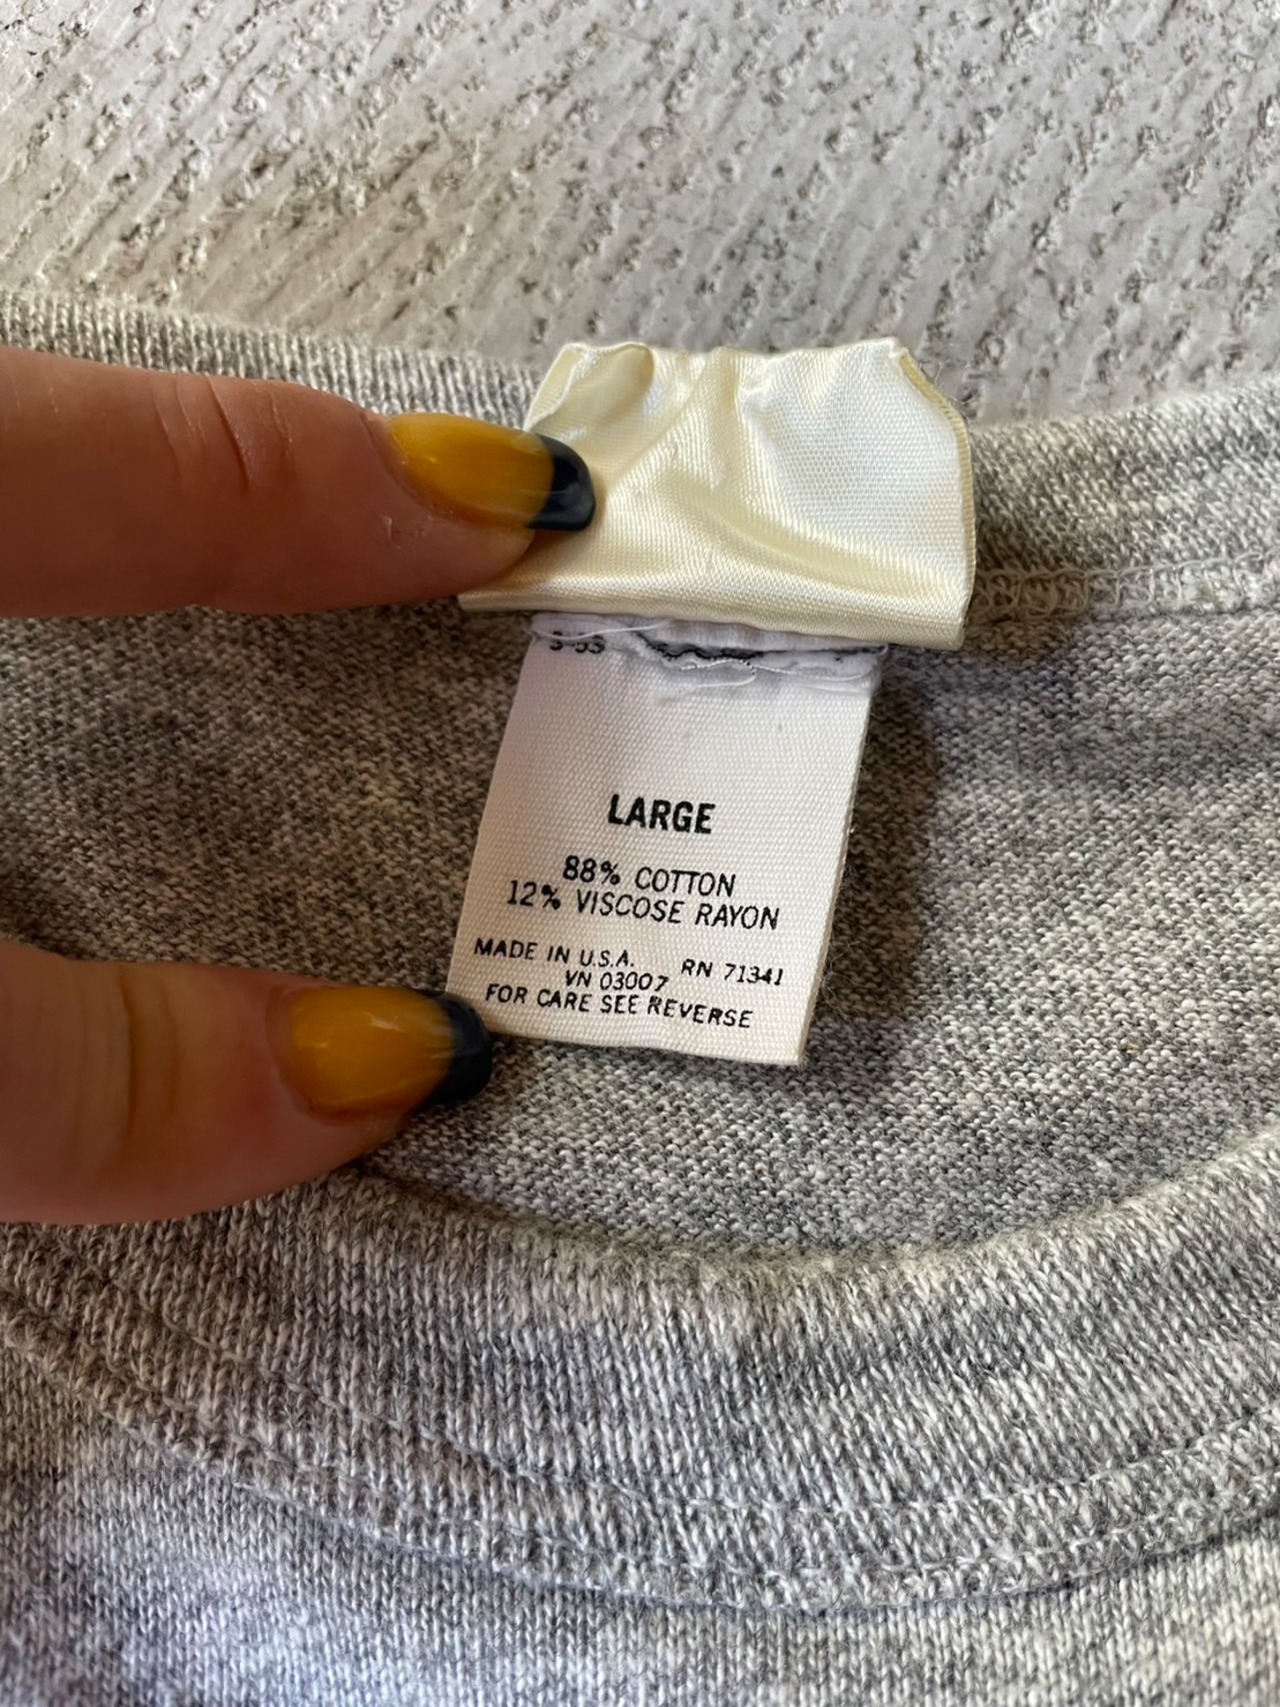 LARGE
88% COTTON
12% VISCOSE RAYON
MADE IN U.S.A. RN 71341
VN 03007
FOR CARE SEE REVERSE